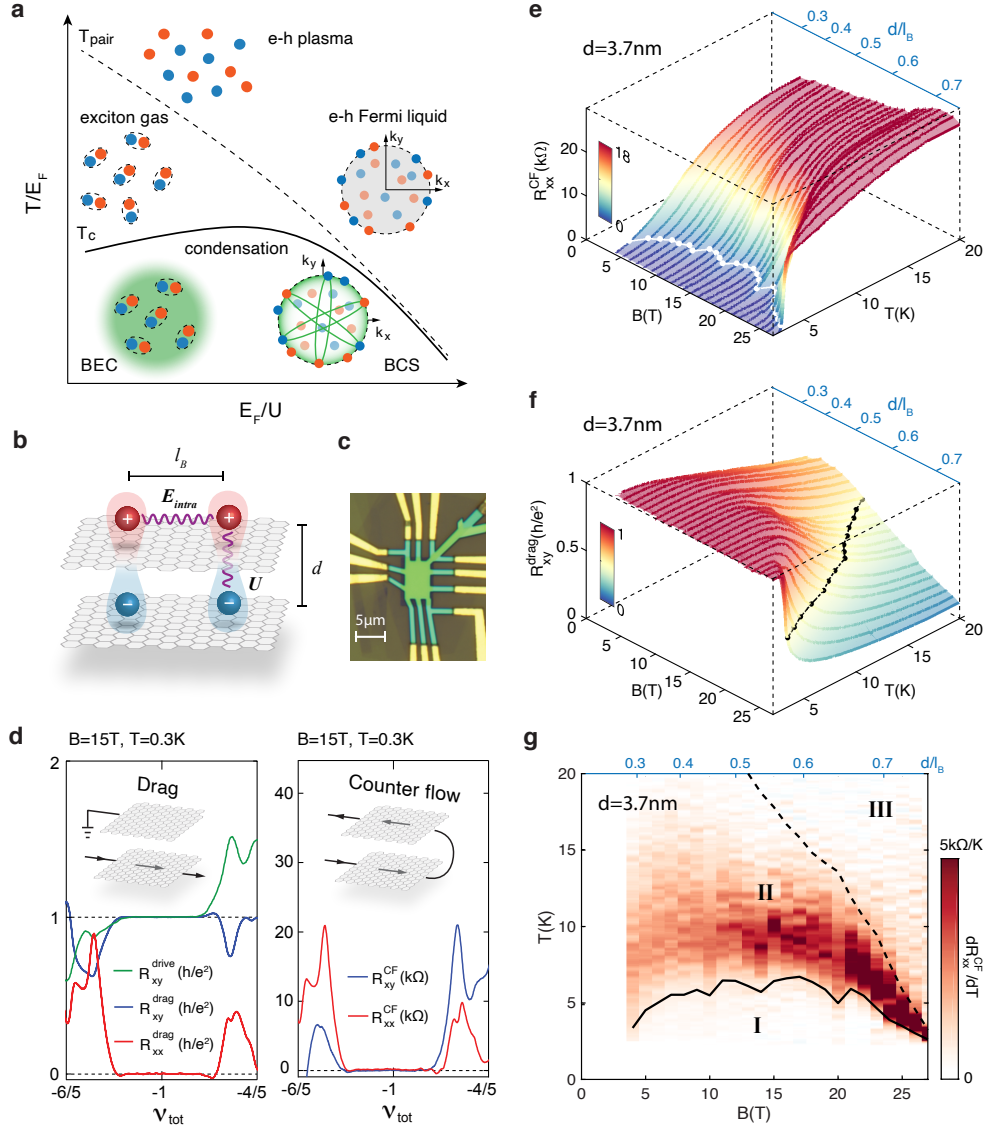 a
T/E_F
T_pair
e-h plasma
exciton gas
e-h Fermi liquid
k_y
k_x
T_c
condensation
k_y
k_x
BEC
BCS
E_F/U
b
l_B
E_intra
+
+
U
d
−
−
c
5μm
d
B=15T, T=0.3K
2
1
0
Drag
R_xy^drive (h/e²)
R_xy^drag (h/e²)
R_xx^drag (h/e²)
-6/5
-1
-4/5
ν_tot
B=15T, T=0.3K
40
30
20
10
0
Counter flow
R_xy^CF (kΩ)
R_xx^CF (kΩ)
-6/5
-1
-4/5
ν_tot
e
d=3.7nm
0.3
0.4
0.5
0.6
0.7
d/l_B
R_xx^CF (kΩ)
20
10
0
18
0
0
5
10
15
20
25
B(T)
5
10
20
T(K)
f
d=3.7nm
0.3
0.4
0.5
0.6
0.7
d/l_B
R_xy^drag (h/e²)
1
0.5
0
1
0
0
5
10
15
20
25
B(T)
5
10
20
T(K)
g
0.3
0.4
0.5
0.6
0.7
d/l_B
d=3.7nm
20
15
10
5
0
T(K)
I
II
III
0
5
10
15
20
25
B(T)
5kΩ/K
0
dR_xx^CF/dT